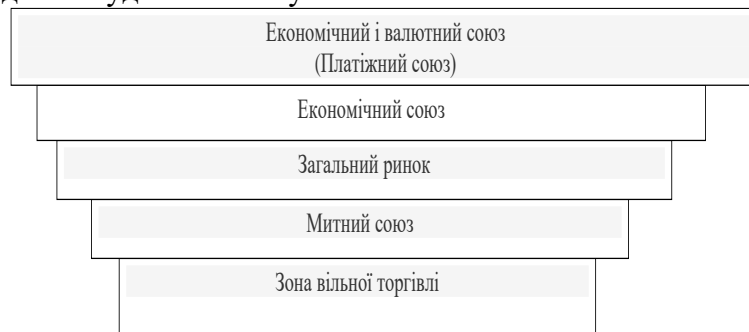 Економічний і валютний союз
(Платіжний союз)
Економічний союз
Загальний ринок
Митний союз
Зона вільної торгівлі